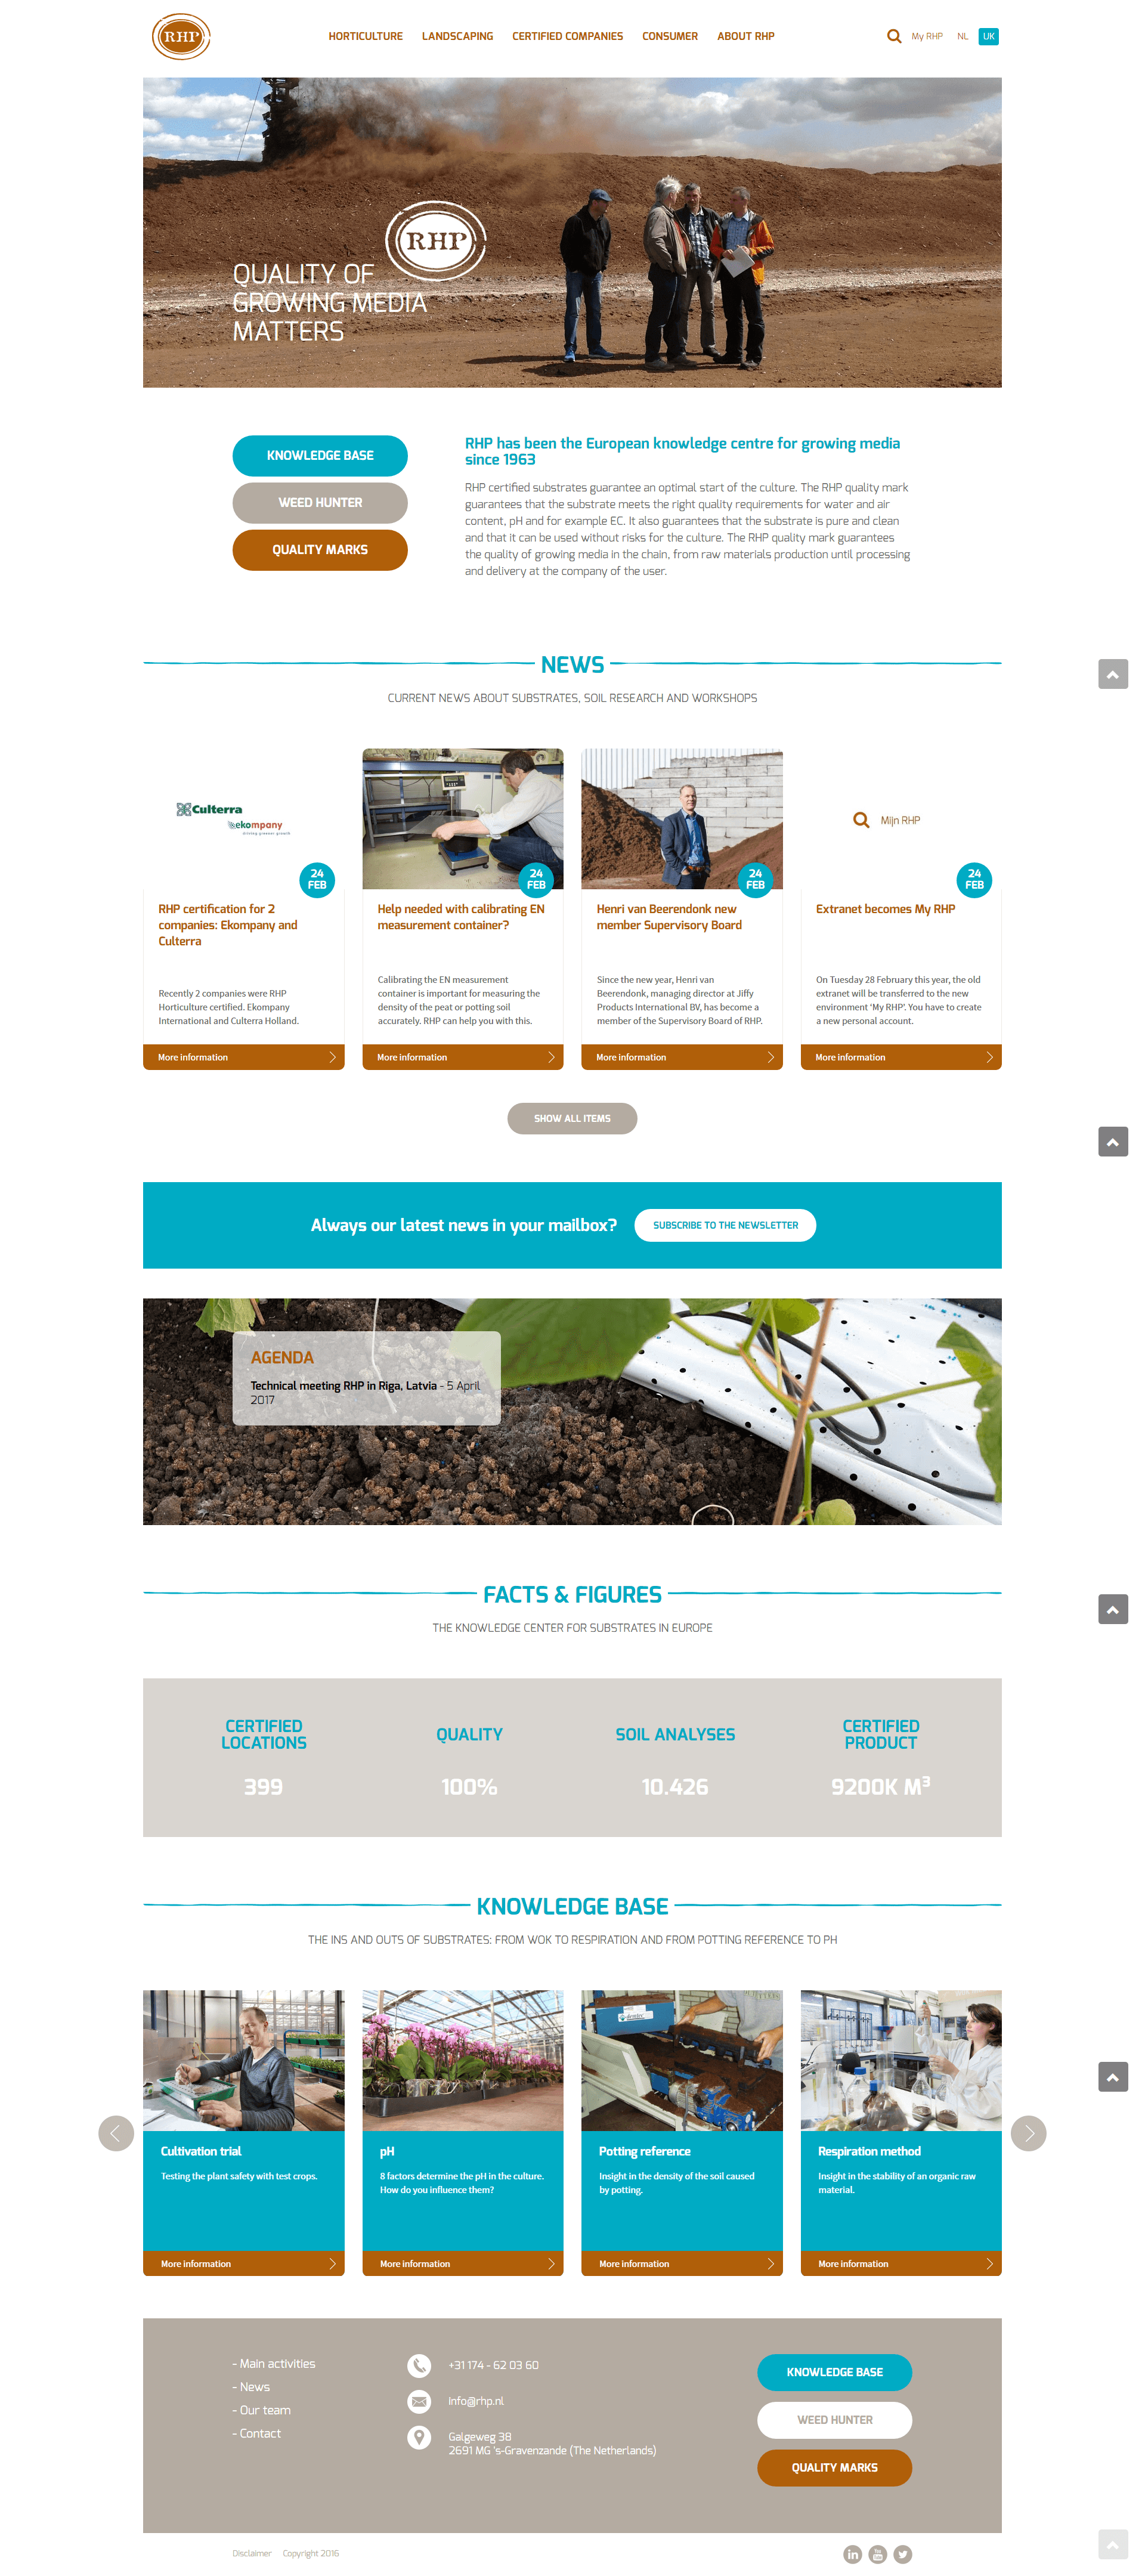 RHP
HORTICULTURE LANDSCAPING CERTIFIED COMPANIES CONSUMER ABOUT RHP
My RHP NL UK
RHP
QUALITY OF
GROWING MEDIA
MATTERS
KNOWLEDGE BASE
WEED HUNTER
QUALITY MARKS
RHP has been the European knowledge centre for growing media
since 1963
RHP certified substrates guarantee an optimal start of the culture. The RHP quality mark
guarantees that the substrate meets the right quality requirements for water and air
content, pH and for example EC. It also guarantees that the substrate is pure and clean
and that it can be used without risks for the culture. The RHP quality mark guarantees
the quality of growing media in the chain, from raw materials production until processing
and delivery at the company of the user.
NEWS
CURRENT NEWS ABOUT SUBSTRATES, SOIL RESEARCH AND WORKSHOPS
Culterra
ekompany
driving greener growth
24
FEB
RHP certification for 2
companies: Ekompany and
Culterra
Recently 2 companies were RHP
Horticulture certified. Ekompany
International and Culterra Holland.
More information
24
FEB
Help needed with calibrating EN
measurement container?
Calibrating the EN measurement
container is important for measuring the
density of the peat or potting soil
accurately. RHP can help you with this.
More information
24
FEB
Henri van Beerendonk new
member Supervisory Board
Since the new year, Henri van
Beerendonk, managing director at Jiffy
Products International BV, has become a
member of the Supervisory Board of RHP.
More information
Mijn RHP
24
FEB
Extranet becomes My RHP
On Tuesday 28 February this year, the old
extranet will be transferred to the new
environment 'My RHP'. You have to create
a new personal account.
More information
SHOW ALL ITEMS
Always our latest news in your mailbox?
SUBSCRIBE TO THE NEWSLETTER
AGENDA
Technical meeting RHP in Riga, Latvia - 5 April
2017
FACTS & FIGURES
THE KNOWLEDGE CENTER FOR SUBSTRATES IN EUROPE
CERTIFIED
LOCATIONS
399
QUALITY
100%
SOIL ANALYSES
10.426
CERTIFIED
PRODUCT
9200K M³
KNOWLEDGE BASE
THE INS AND OUTS OF SUBSTRATES: FROM WOK TO RESPIRATION AND FROM POTTING REFERENCE TO PH
Cultivation trial
Testing the plant safety with test crops.
More information
pH
8 factors determine the pH in the culture.
How do you influence them?
More information
Potting reference
Insight in the density of the soil caused
by potting.
More information
Respiration method
Insight in the stability of an organic raw
material.
More information
- Main activities
- News
- Our team
- Contact
+31 174 - 62 03 60
info@rhp.nl
Galgeweg 38
2691 MG 's-Gravenzande (The Netherlands)
KNOWLEDGE BASE
WEED HUNTER
QUALITY MARKS
Disclaimer Copyright 2016
in
You
Tube